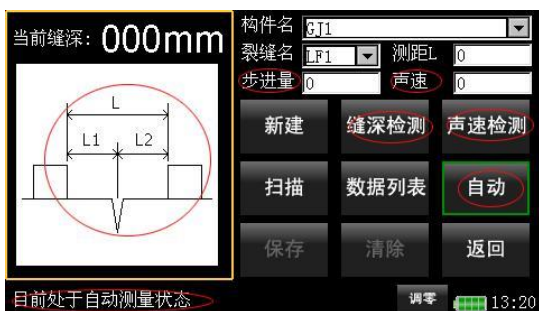 当前缝深: 000mm
构件名 GJ1
裂缝名 LF1 测距L 0
步进量 0 声速 0
L
L1 L2
新建 缝深检测 声速检测
扫描 数据列表 自动
保存 清除 返回
目前处于自动测量状态 调零 13:20